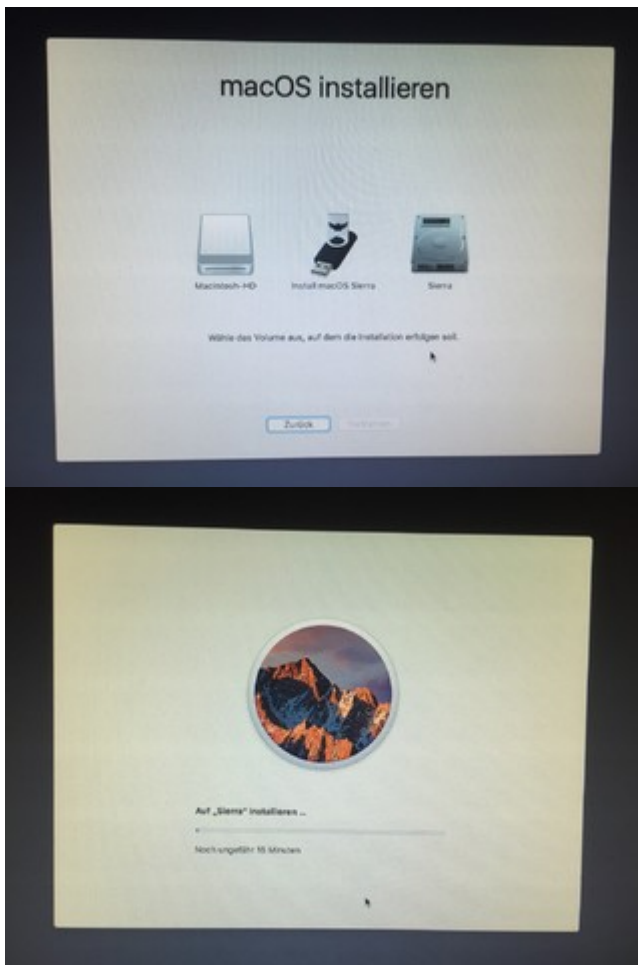 macOS installieren
Macintosh-HD
Install macOS Sierra
Sierra
Wähle das Volume aus, auf dem die Installation erfolgen soll.
Zurück
Auf „Sierra“ installieren ...
Noch ungefähr 16 Minuten